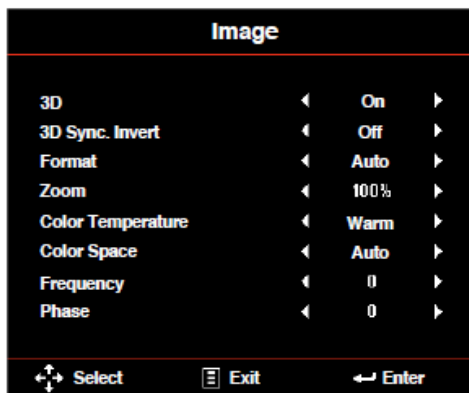 Image
3D On
3D Sync. Invert Off
Format Auto
Zoom 100%
Color Temperature Warm
Color Space Auto
Frequency 0
Phase 0
Select Exit Enter